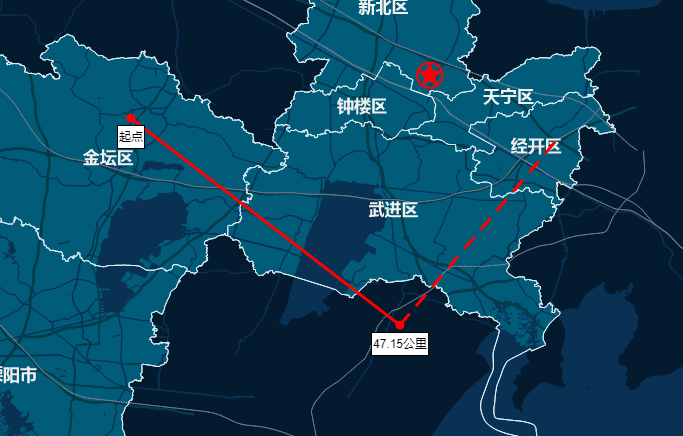 新北区
天宁区
钟楼区
起点
经开区
金坛区
武进区
47.15公里
溧阳市